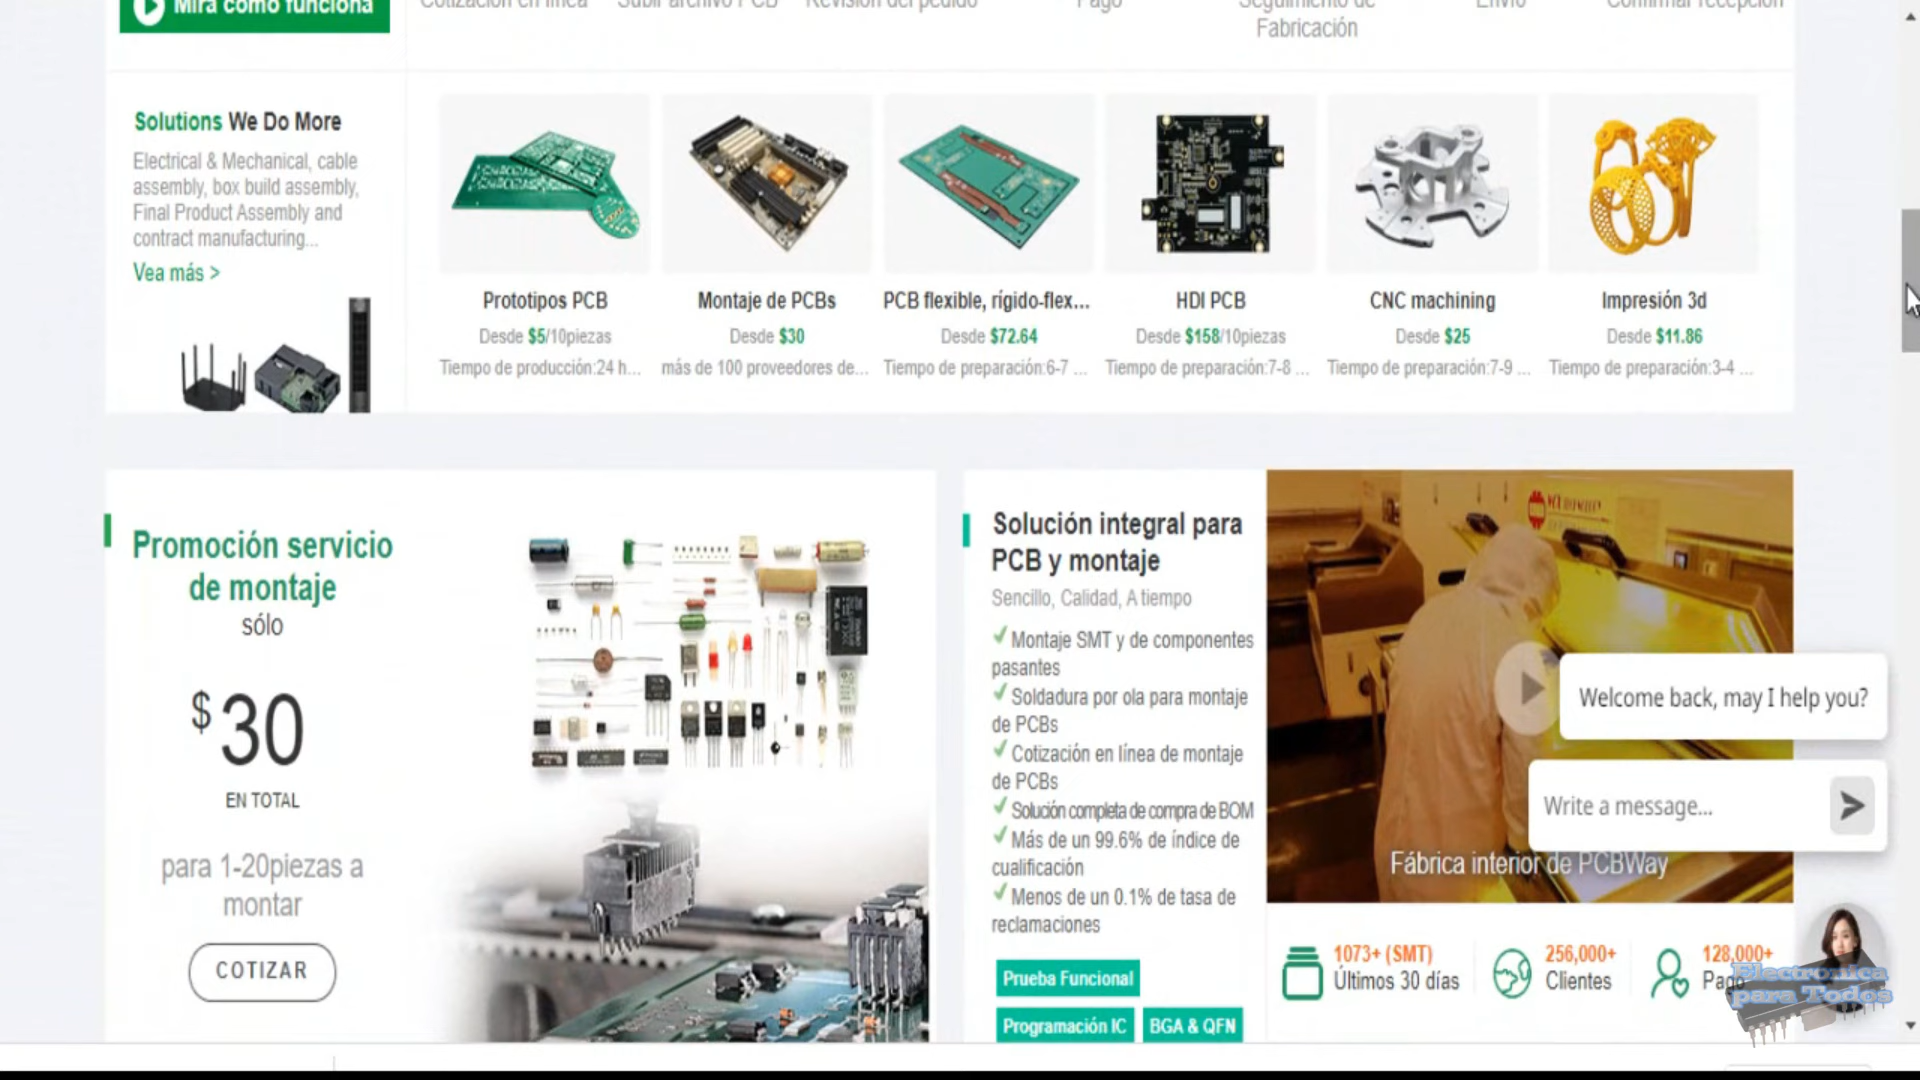 Mira cómo funciona
Cotización en línea
Subir archivo PCB
Revisión del pedido
Pago
Seguimiento de
Fabricación
Envío
Confirmar recepción
Solutions We Do More
Electrical & Mechanical, cable
assembly, box build assembly,
Final Product Assembly and
contract manufacturing...
Vea más >
Prototipos PCB
Desde $5/10piezas
Tiempo de producción:24 h...
Montaje de PCBs
Desde $30
más de 100 proveedores de...
PCB flexible, rígido-flex...
Desde $72.64
Tiempo de preparación:6-7 ...
HDI PCB
Desde $158/10piezas
Tiempo de preparación:7-8 ...
CNC machining
Desde $25
Tiempo de preparación:7-9 ...
Impresión 3d
Desde $11.86
Tiempo de preparación:3-4 ...
Promoción servicio
de montaje
sólo
$30
EN TOTAL
para 1-20piezas a
montar
COTIZAR
Solución integral para
PCB y montaje
Sencillo, Calidad, A tiempo
Montaje SMT y de componentes
pasantes
Soldadura por ola para montaje
de PCBs
Cotización en línea de montaje
de PCBs
Solución completa de compra de BOM
Más de un 99.6% de índice de
cualificación
Menos de un 0.1% de tasa de
reclamaciones
Prueba Funcional
Programación IC
BGA & QFN
Fábrica interior de PCBWay
Welcome back, may I help you?
Write a message...
1073+ (SMT)
Últimos 30 días
256,000+
Clientes
128,000+
Pago
Electronica
para Todos